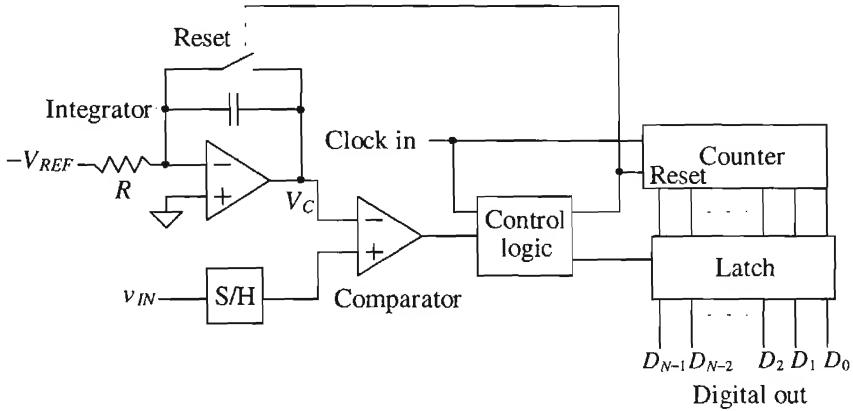 Reset
Integrator
−V_REF
R
−
+
V_C
v_IN
S/H
−
+
Comparator
Clock in
Control
logic
Counter
Reset
Latch
D_N−1 D_N−2 D_2 D_1 D_0
Digital out